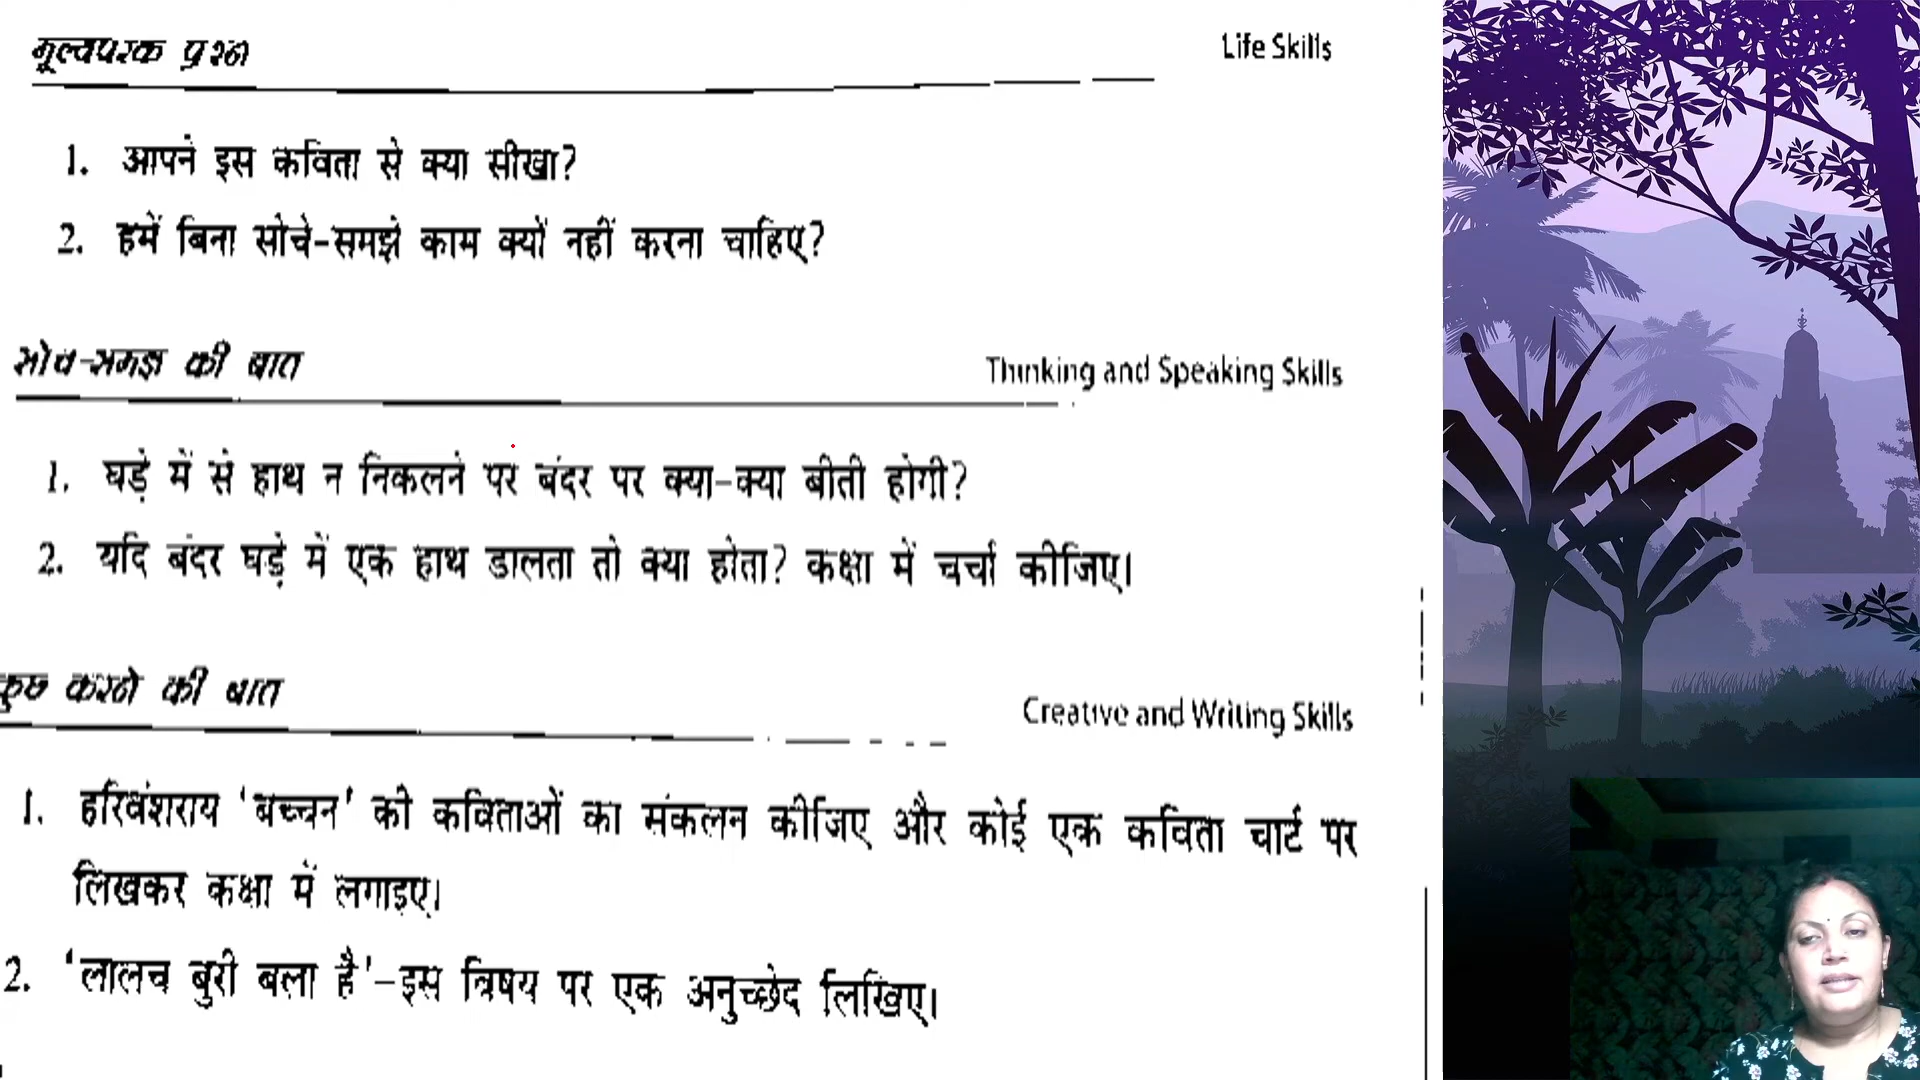 मूल्यपरक प्रश्न Life Skills
1. आपने इस कविता से क्या सीखा?
2. हमें बिना सोचे-समझे काम क्यों नहीं करना चाहिए?
सोच-समझ की बात Thinking and Speaking Skills
1. घड़े में से हाथ न निकलने पर बंदर पर क्या-क्या बीती होगी?
2. यदि बंदर घड़े में एक हाथ डालता तो क्या होता? कक्षा में चर्चा कीजिए।
कुछ करने की बात Creative and Writing Skills
1. हरिवंशराय 'बच्चन' की कविताओं का संकलन कीजिए और कोई एक कविता चार्ट पर
लिखकर कक्षा में लगाइए।
2. 'लालच बुरी बला है'-इस विषय पर एक अनुच्छेद लिखिए।